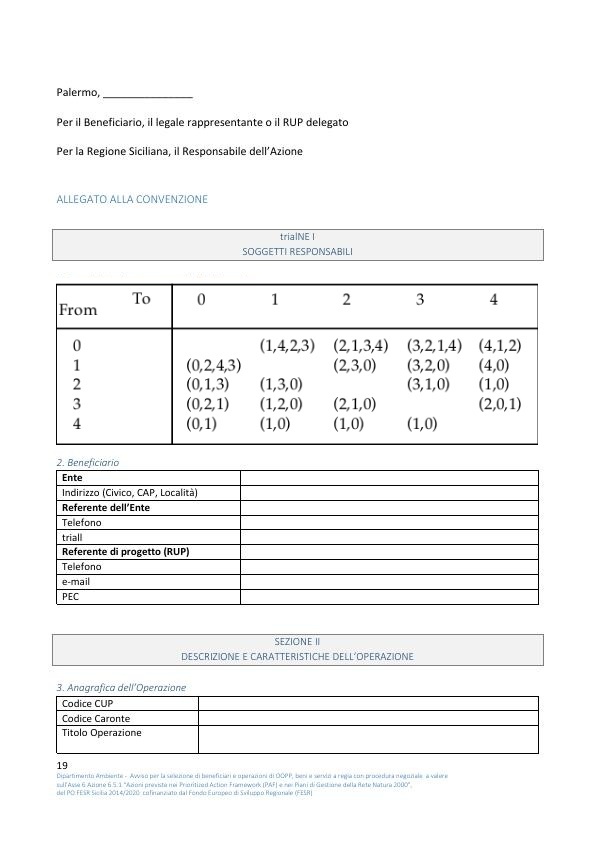 Palermo, _______________
Per il Beneficiario, il legale rappresentante o il RUP delegato
Per la Regione Siciliana, il Responsabile dell'Azione
ALLEGATO ALLA CONVENZIONE
trialNE I
SOGGETTI RESPONSABILI
From To 0 1 2 3 4
0 (1,4,2,3) (2,1,3,4) (3,2,1,4) (4,1,2)
1 (0,2,4,3) (2,3,0) (3,2,0) (4,0)
2 (0,1,3) (1,3,0) (3,1,0) (1,0)
3 (0,2,1) (1,2,0) (2,1,0) (2,0,1)
4 (0,1) (1,0) (1,0) (1,0)
2. Beneficiario
Ente
Indirizzo (Civico, CAP, Località)
Referente dell'Ente
Telefono
triall
Referente di progetto (RUP)
Telefono
e-mail
PEC
SEZIONE II
DESCRIZIONE E CARATTERISTICHE DELL'OPERAZIONE
3. Anagrafica dell'Operazione
Codice CUP
Codice Caronte
Titolo Operazione
19
Dipartimento Ambiente - Avviso per la selezione di beneficiari e operazioni di OOPP, beni e servizi a regia con procedura negoziale a valere
sull'Asse 6 Azione 6.5.1 "Azioni previste nei Prioritized Action Framework (PAF) e nei Piani di Gestione della Rete Natura 2000",
del PO FESR Sicilia 2014/2020 cofinanziato dal Fondo Europeo di Sviluppo Regionale (FESR)